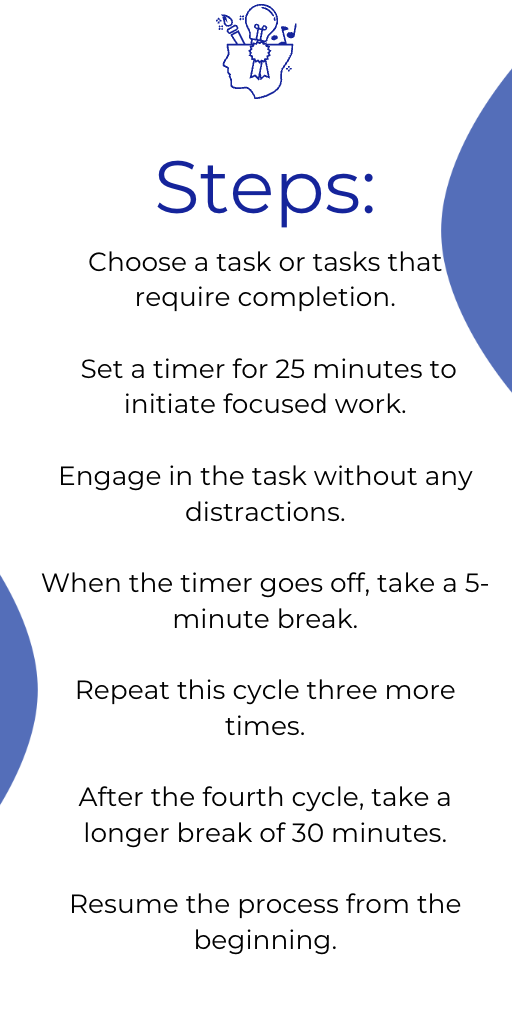 Steps:
Choose a task or tasks that
require completion.
Set a timer for 25 minutes to
initiate focused work.
Engage in the task without any
distractions.
When the timer goes off, take a 5-
minute break.
Repeat this cycle three more
times.
After the fourth cycle, take a
longer break of 30 minutes.
Resume the process from the
beginning.